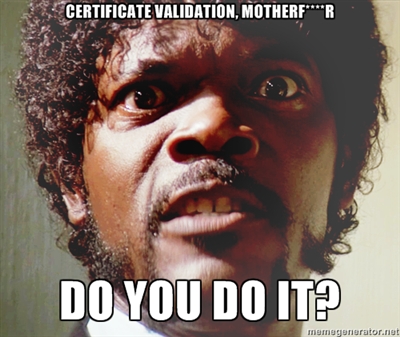 CERTIFICATE VALIDATION, MOTHERF****R
DO YOU DO IT?
memegenerator.net